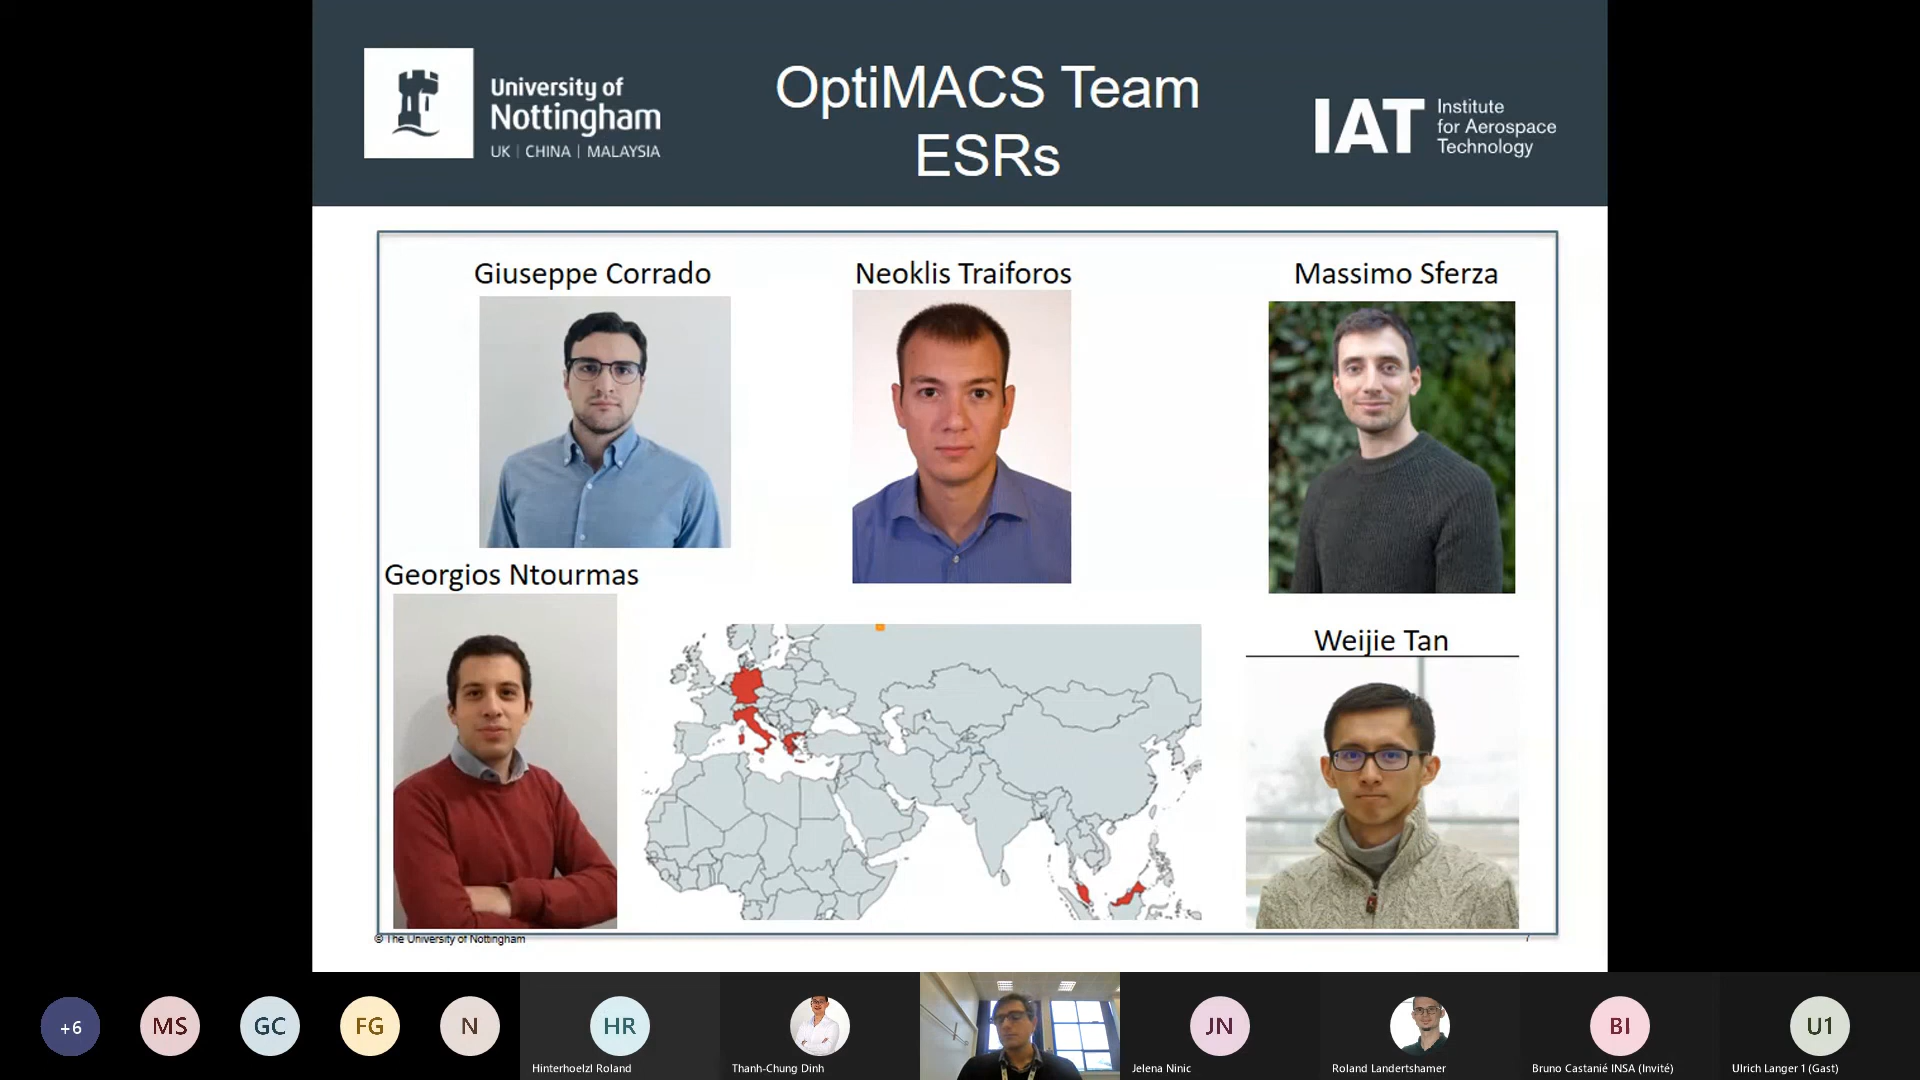 University of
Nottingham
UK | CHINA | MALAYSIA
OptiMACS Team
ESRs
IAT
Institute
for Aerospace
Technology
Giuseppe Corrado
Neoklis Traiforos
Massimo Sferza
Georgios Ntourmas
Weijie Tan
© The University of Nottingham
7
+6
MS
GC
FG
N
HR
Hinterhoelzl Roland
Thanh-Chung Dinh
JN
Jelena Ninic
Roland Landertshamer
BI
Bruno Castanié INSA (Invité)
U1
Ulrich Langer 1 (Gast)